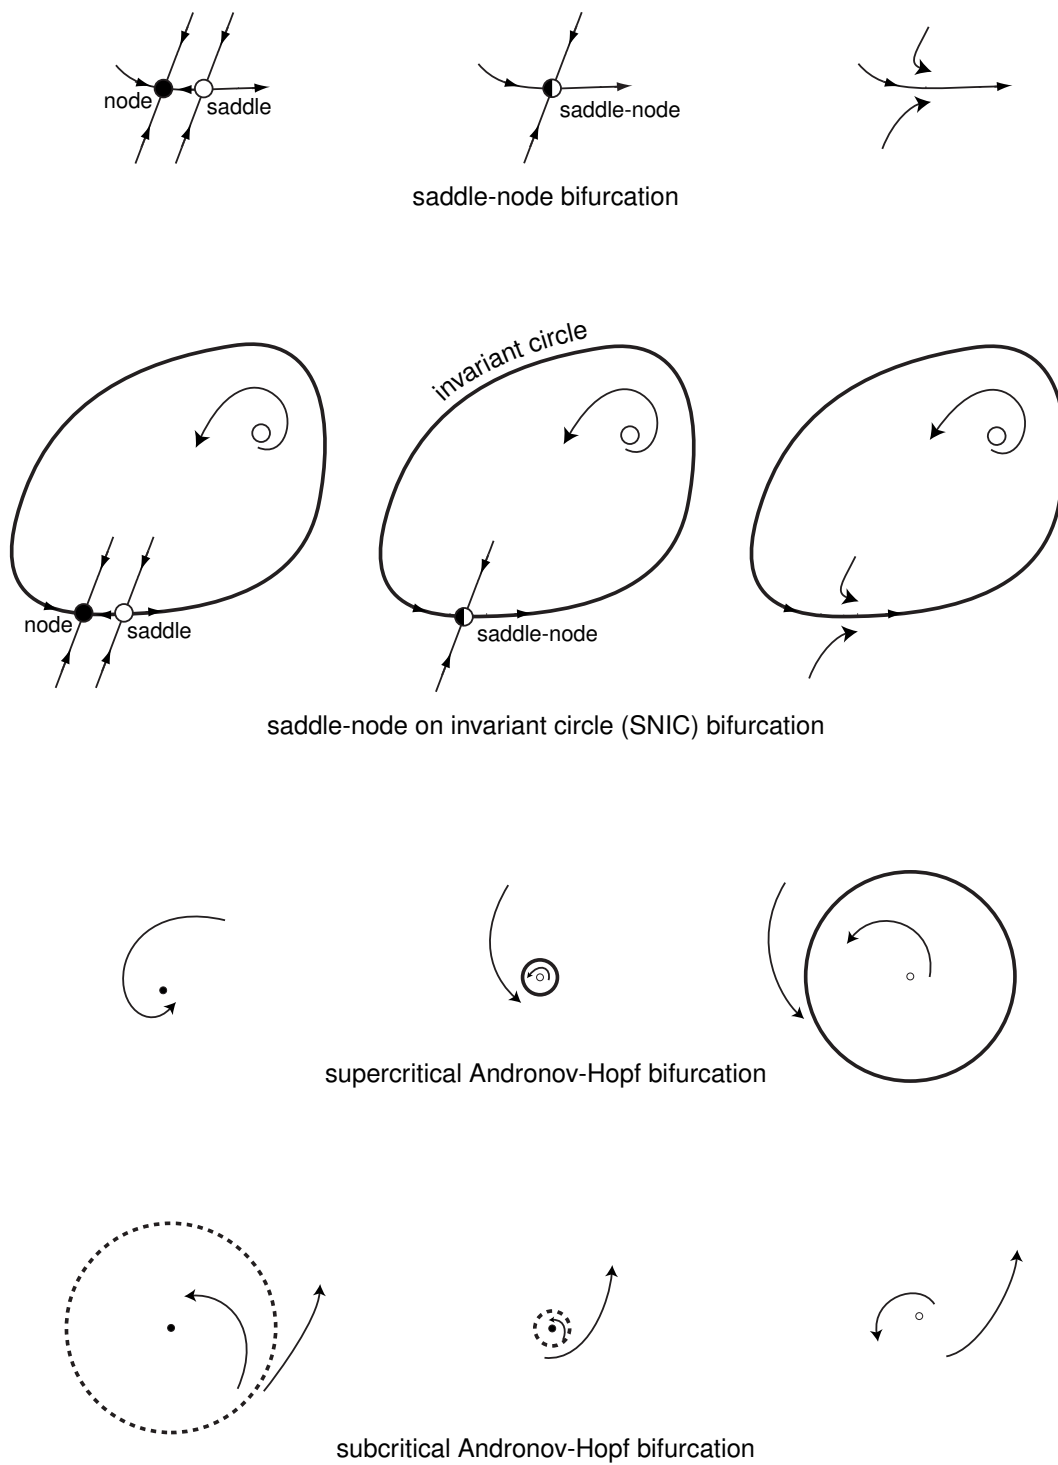 node
saddle
saddle-node
saddle-node bifurcation
invariant circle
node
saddle
saddle-node
saddle-node on invariant circle (SNIC) bifurcation
supercritical Andronov-Hopf bifurcation
subcritical Andronov-Hopf bifurcation